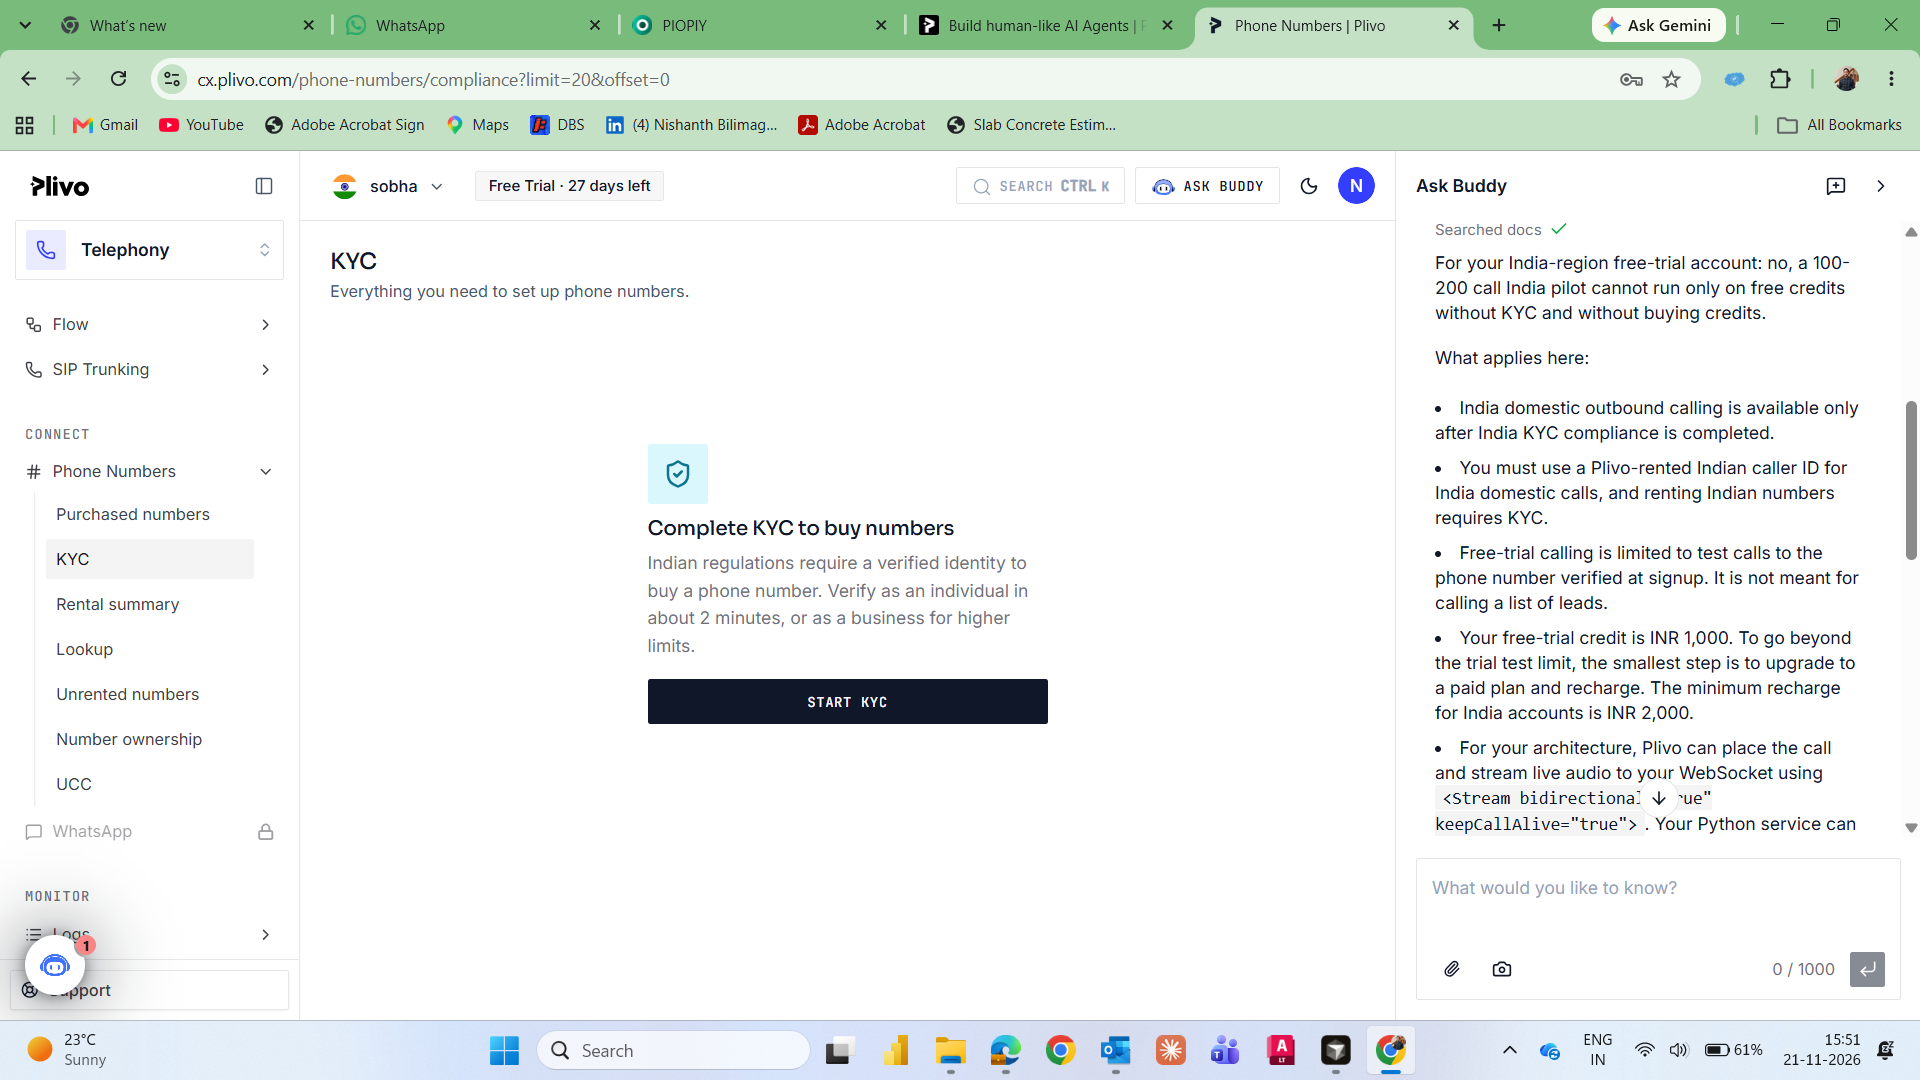 What's new
WhatsApp
PIOPIY
Build human-like AI Agents |
Phone Numbers | Plivo
Ask Gemini
cx.plivo.com/phone-numbers/compliance?limit=20&offset=0
Gmail
YouTube
Adobe Acrobat Sign
Maps
DBS
(4) Nishanth Bilimag...
Adobe Acrobat
Slab Concrete Estim...
All Bookmarks
Plivo
sobha
Free Trial · 27 days left
SEARCH CTRL K
ASK BUDDY
N
Ask Buddy
Telephony
Flow
SIP Trunking
CONNECT
Phone Numbers
Purchased numbers
KYC
Rental summary
Lookup
Unrented numbers
Number ownership
UCC
WhatsApp
MONITOR
Logs
1
Support
KYC
Everything you need to set up phone numbers.
Complete KYC to buy numbers
Indian regulations require a verified identity to
buy a phone number. Verify as an individual in
about 2 minutes, or as a business for higher
limits.
START KYC
Searched docs
For your India-region free-trial account: no, a 100-
200 call India pilot cannot run only on free credits
without KYC and without buying credits.
What applies here:
• India domestic outbound calling is available only
after India KYC compliance is completed.
• You must use a Plivo-rented Indian caller ID for
India domestic calls, and renting Indian numbers
requires KYC.
• Free-trial calling is limited to test calls to the
phone number verified at signup. It is not meant for
calling a list of leads.
• Your free-trial credit is INR 1,000. To go beyond
the trial test limit, the smallest step is to upgrade to
a paid plan and recharge. The minimum recharge
for India accounts is INR 2,000.
• For your architecture, Plivo can place the call
and stream live audio to your WebSocket using
<Stream bidirectional rue"
keepCallAlive="true"> . Your Python service can
What would you like to know?
0 / 1000
23°C
Sunny
Search
ENG
IN
61%
15:51
21-11-2026